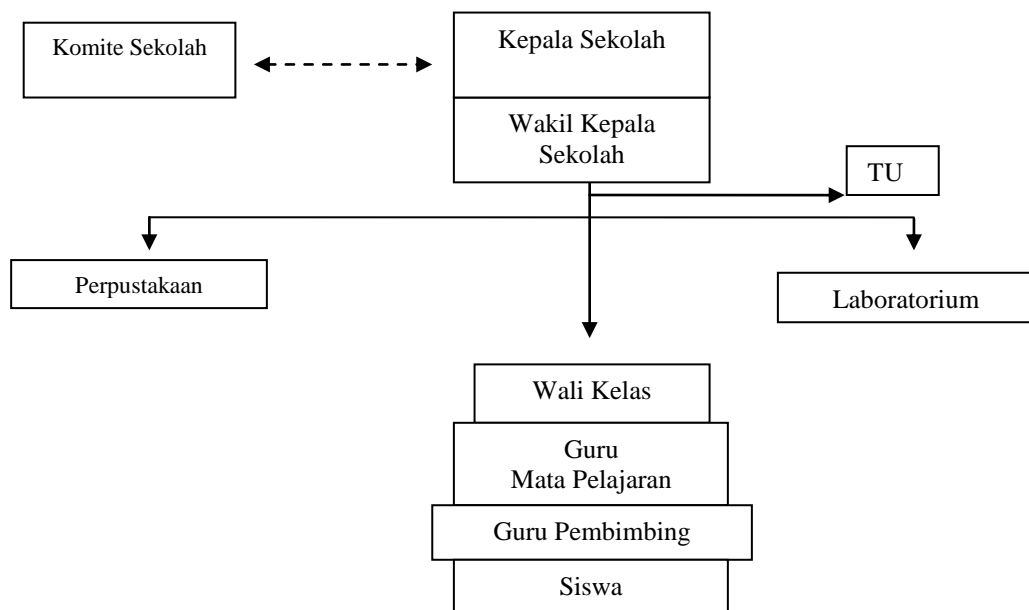 Komite Sekolah
Kepala Sekolah
Wakil Kepala
Sekolah
TU
Perpustakaan
Laboratorium
Wali Kelas
Guru
Mata Pelajaran
Guru Pembimbing
Siswa